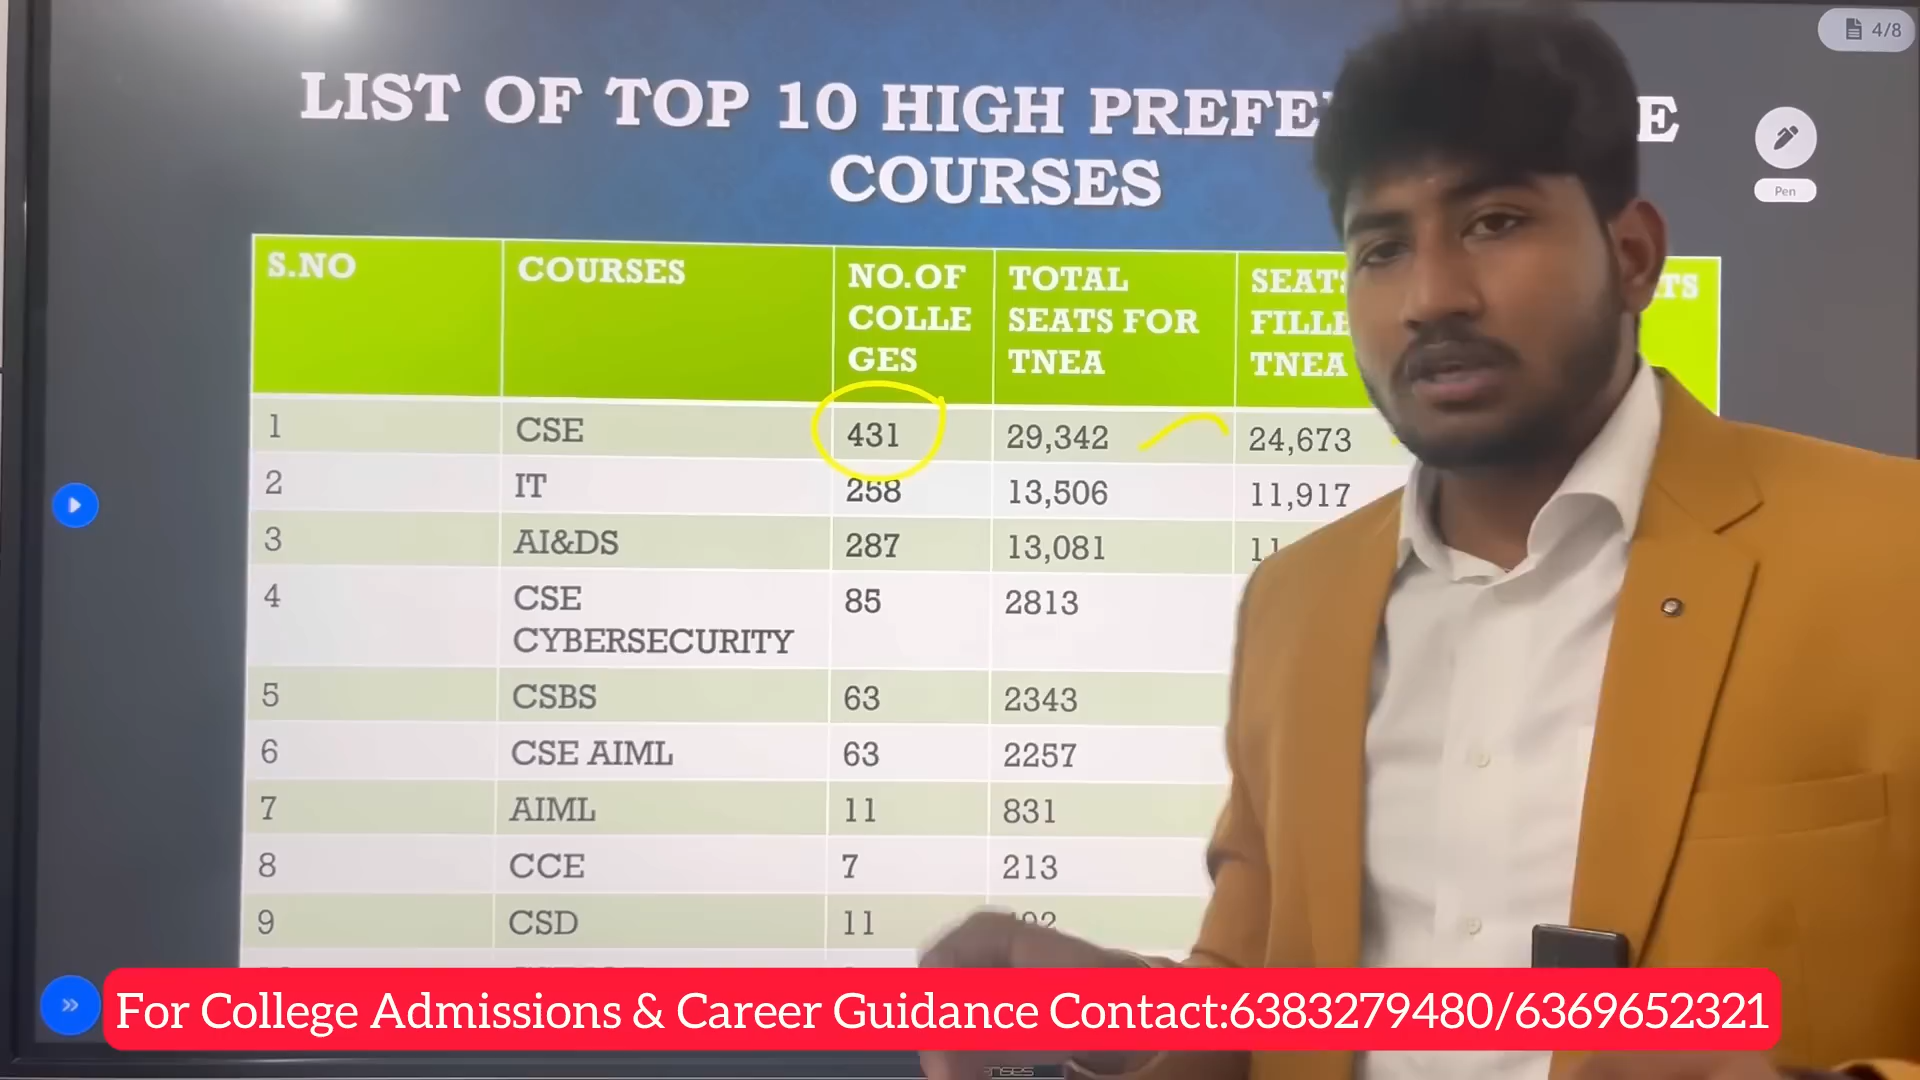 4/8
LIST OF TOP 10 HIGH E
COURSES
Pen
S.NO COURSES NO.OF COLLE GES TOTAL SEATS FOR TNEA TNEA
1 CSE 431 29,342 24,673
2 IT 258 13,506 11,917
3 AI&DS 287 13,081
4 CSE CYBERSECURITY 85 2813
5 CSBS 63 2343
6 CSE AIML 63 2257
7 AIML 11 831
8 CCE 7 213
9 CSD 11
For College Admissions & Career Guidance Contact:6383279480/6369652321